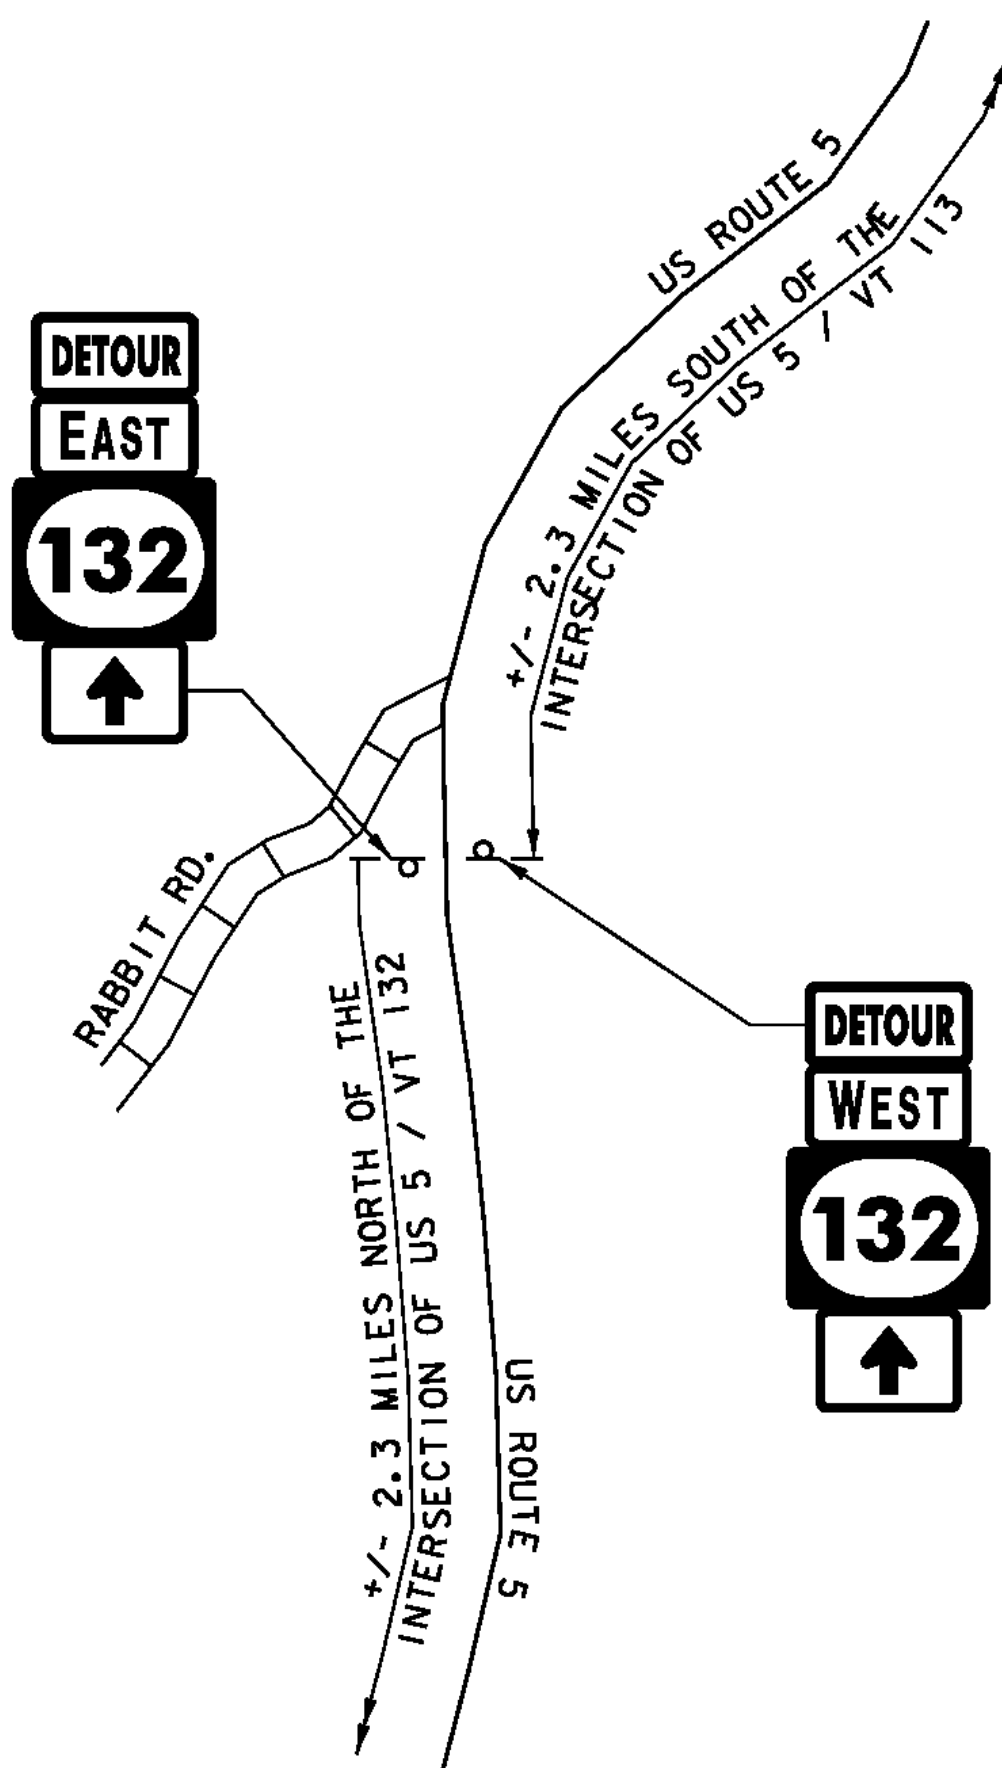 US ROUTE 5
+/- 2.3 MILES SOUTH OF THE
INTERSECTION OF US 5 / VT 113
DETOUR
EAST
132
RABBIT RD.
+/- 2.3 MILES NORTH OF THE
INTERSECTION OF US 5 / VT 132
DETOUR
WEST
132
US ROUTE 5